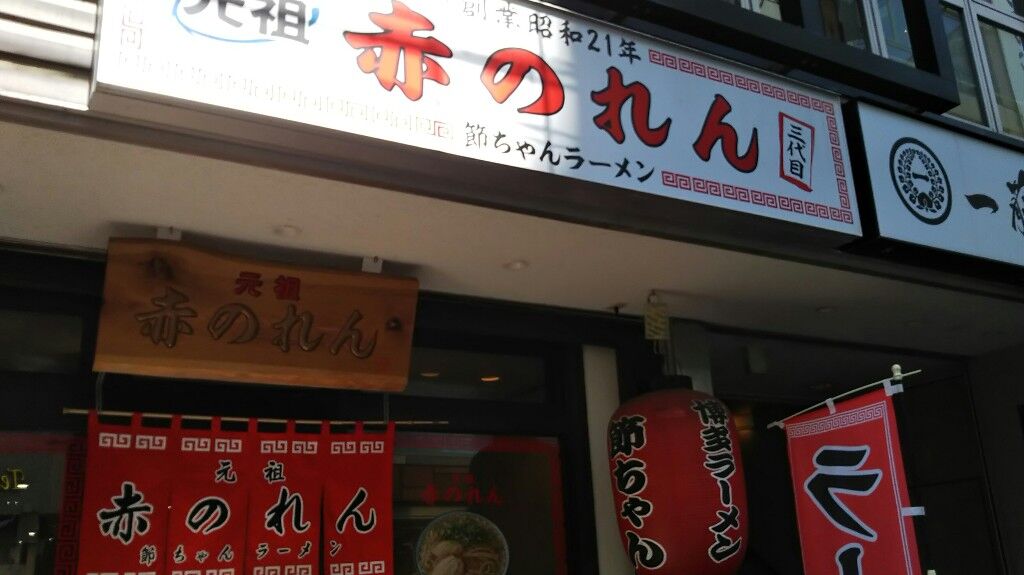 元祖
創業昭和21年
赤のれん
三代目
節ちゃんラーメン
一
元祖
赤のれん
元祖
赤のれん
節ちゃんラーメン
赤のれん
博多ラーメン
節ちゃん
ラー